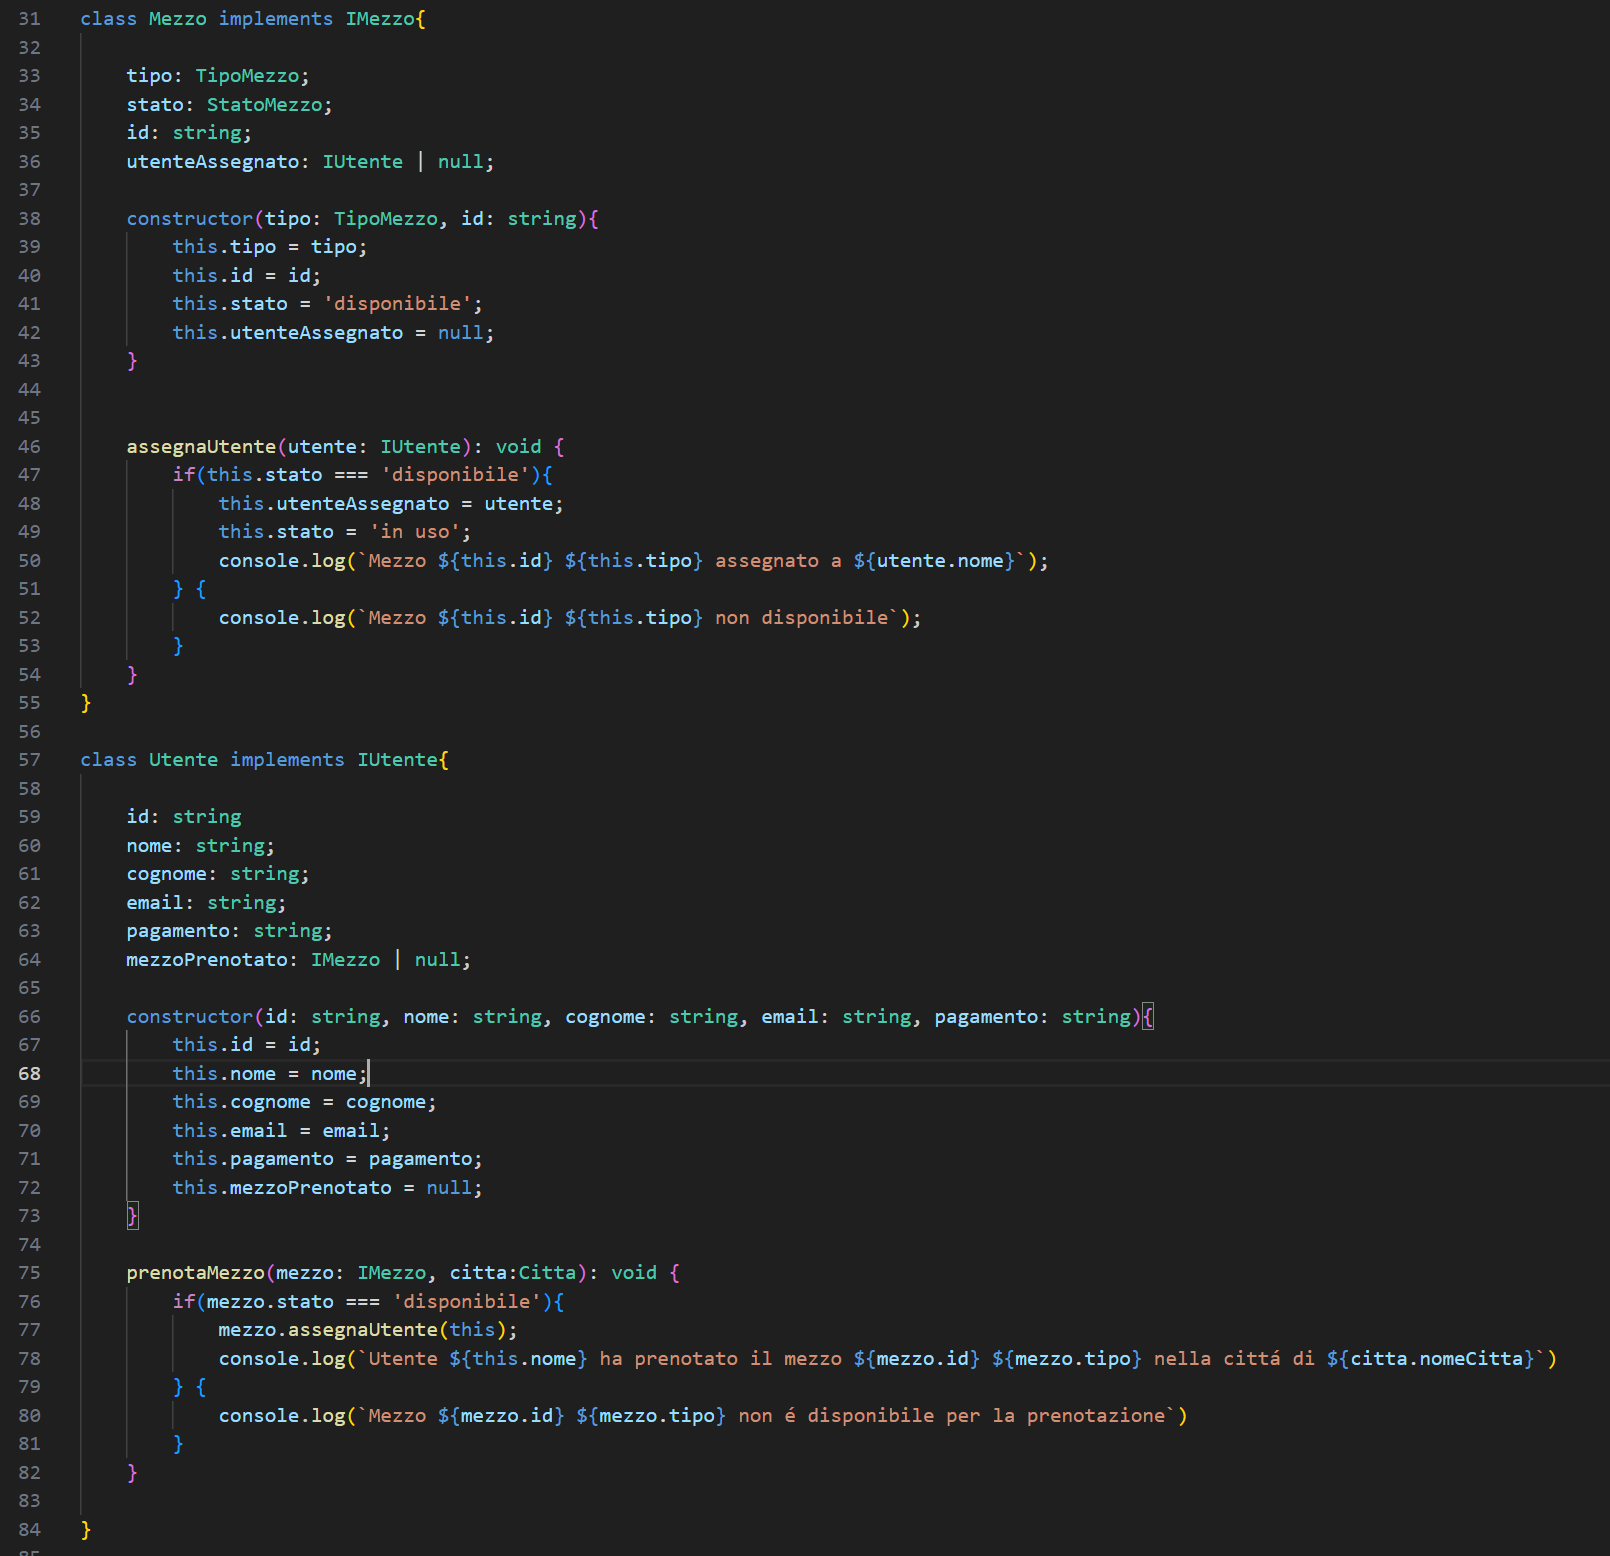 31 class Mezzo implements IMezzo{
32
33 tipo: TipoMezzo;
34 stato: StatoMezzo;
35 id: string;
36 utenteAssegnato: IUtente | null;
37
38 constructor(tipo: TipoMezzo, id: string){
39 this.tipo = tipo;
40 this.id = id;
41 this.stato = 'disponibile';
42 this.utenteAssegnato = null;
43 }
44
45
46 assegnaUtente(utente: IUtente): void {
47 if(this.stato === 'disponibile'){
48 this.utenteAssegnato = utente;
49 this.stato = 'in uso';
50 console.log(`Mezzo ${this.id} ${this.tipo} assegnato a ${utente.nome}`);
51 } {
52 console.log(`Mezzo ${this.id} ${this.tipo} non disponibile`);
53 }
54 }
55 }
56
57 class Utente implements IUtente{
58
59 id: string
60 nome: string;
61 cognome: string;
62 email: string;
63 pagamento: string;
64 mezzoPrenotato: IMezzo | null;
65
66 constructor(id: string, nome: string, cognome: string, email: string, pagamento: string){
67 this.id = id;
68 this.nome = nome;
69 this.cognome = cognome;
70 this.email = email;
71 this.pagamento = pagamento;
72 this.mezzoPrenotato = null;
73 }
74
75 prenotaMezzo(mezzo: IMezzo, citta:Citta): void {
76 if(mezzo.stato === 'disponibile'){
77 mezzo.assegnaUtente(this);
78 console.log(`Utente ${this.nome} ha prenotato il mezzo ${mezzo.id} ${mezzo.tipo} nella cittá di ${citta.nomeCitta}`)
79 } {
80 console.log(`Mezzo ${mezzo.id} ${mezzo.tipo} non é disponibile per la prenotazione`)
81 }
82 }
83
84 }
85